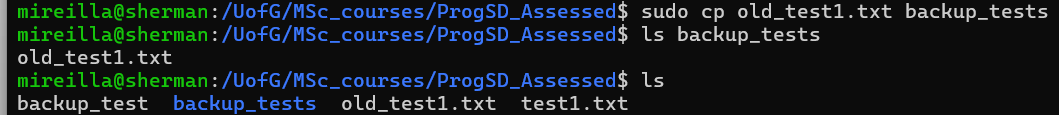 mireilla@sherman:/UofG/MSc_courses/ProgSD_Assessed$ sudo cp old_test1.txt backup_tests
mireilla@sherman:/UofG/MSc_courses/ProgSD_Assessed$ ls backup_tests
old_test1.txt
mireilla@sherman:/UofG/MSc_courses/ProgSD_Assessed$ ls
backup_test  backup_tests  old_test1.txt  test1.txt